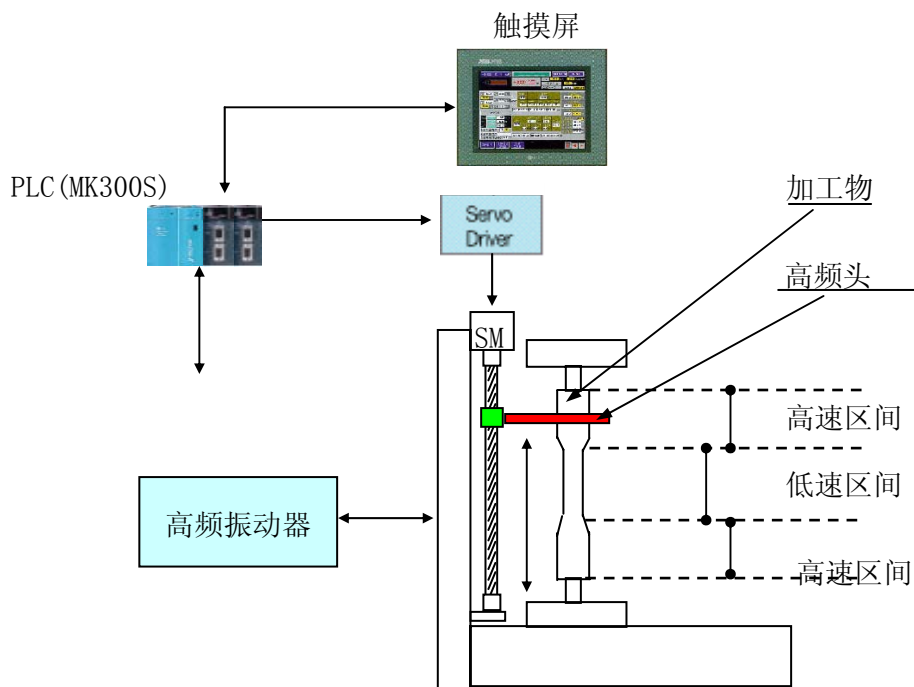 触摸屏
PLC(MK300S)
Servo
Driver
加工物
高频头
SM
高速区间
低速区间
高频振动器
高速区间